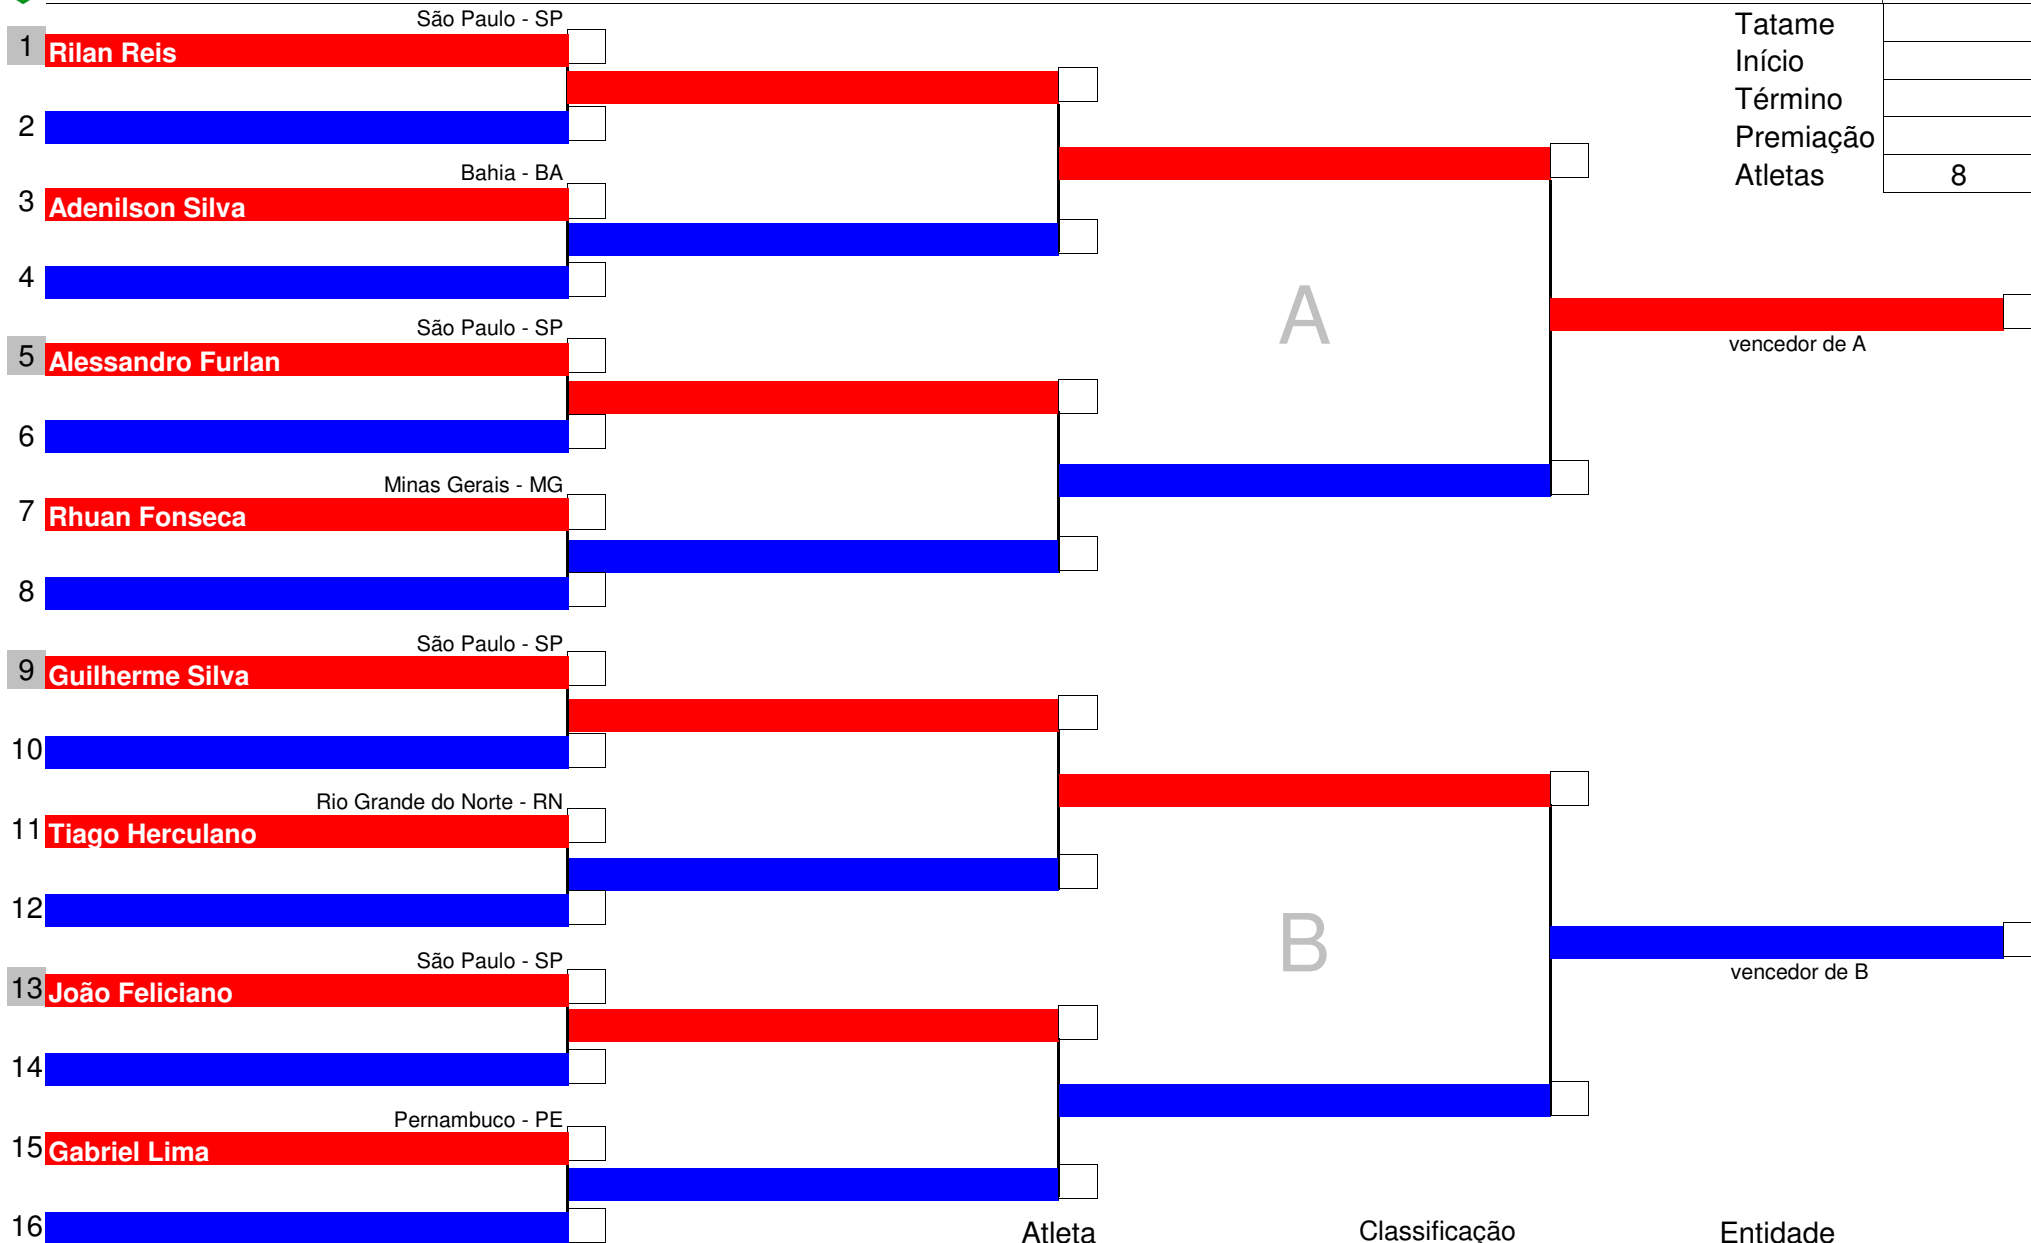 São Paulo - SP
1 Rilan Reis
2
Bahia - BA
3 Adenilson Silva
4
São Paulo - SP
5 Alessandro Furlan
6
Minas Gerais - MG
7 Rhuan Fonseca
8
São Paulo - SP
9 Guilherme Silva
10
Rio Grande do Norte - RN
11 Tiago Herculano
12
São Paulo - SP
13 João Feliciano
14
Pernambuco - PE
15 Gabriel Lima
16
A
B
vencedor de A
vencedor de B
Tatame
Início
Término
Premiação
Atletas 8
Atleta Classificação Entidade